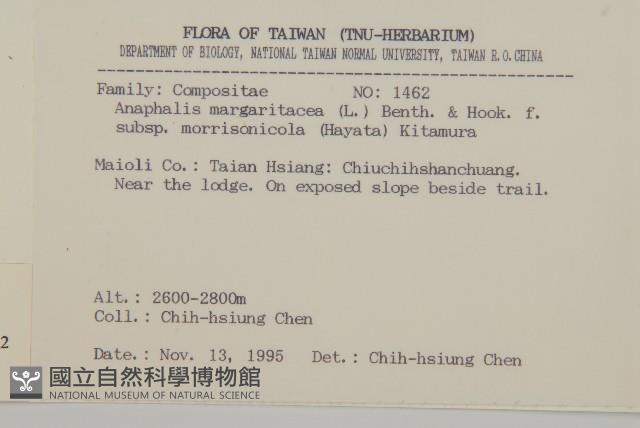 FLORA OF TAIWAN (TNU-HERBARIUM)
DEPARTMENT OF BIOLOGY, NATIONAL TAIWAN NORMAL UNIVERSITY, TAIWAN R.O.CHINA
Family: Compositae NO: 1462
Anaphalis margaritacea (L.) Benth. & Hook. f.
subsp. morrisonicola (Hayata) Kitamura
Maioli Co.: Taian Hsiang: Chiuchihshanchuang.
Near the lodge. On exposed slope beside trail.
Alt.: 2600-2800m
Coll.: Chih-hsiung Chen
2
Date.: Nov. 13, 1995 Det.: Chih-hsiung Chen
國立自然科學博物館
NATIONAL MUSEUM OF NATURAL SCIENCE